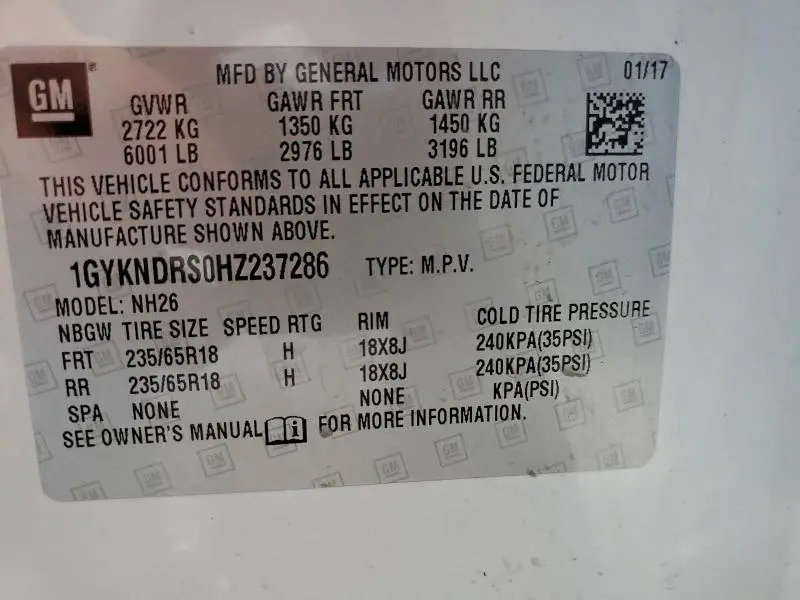 GM® MFD BY GENERAL MOTORS LLC 01/17
GVWR GAWR FRT GAWR RR
2722 KG 1350 KG 1450 KG
6001 LB 2976 LB 3196 LB
THIS VEHICLE CONFORMS TO ALL APPLICABLE U.S. FEDERAL MOTOR
VEHICLE SAFETY STANDARDS IN EFFECT ON THE DATE OF
MANUFACTURE SHOWN ABOVE.
1GYKNDRS0HZ237286 TYPE: M.P.V.
MODEL: NH26
NBGW TIRE SIZE SPEED RTG RIM COLD TIRE PRESSURE
FRT 235/65R18 H 18X8J 240KPA(35PSI)
RR 235/65R18 H 18X8J 240KPA(35PSI)
SPA NONE NONE KPA(PSI)
SEE OWNER'S MANUAL i FOR MORE INFORMATION.